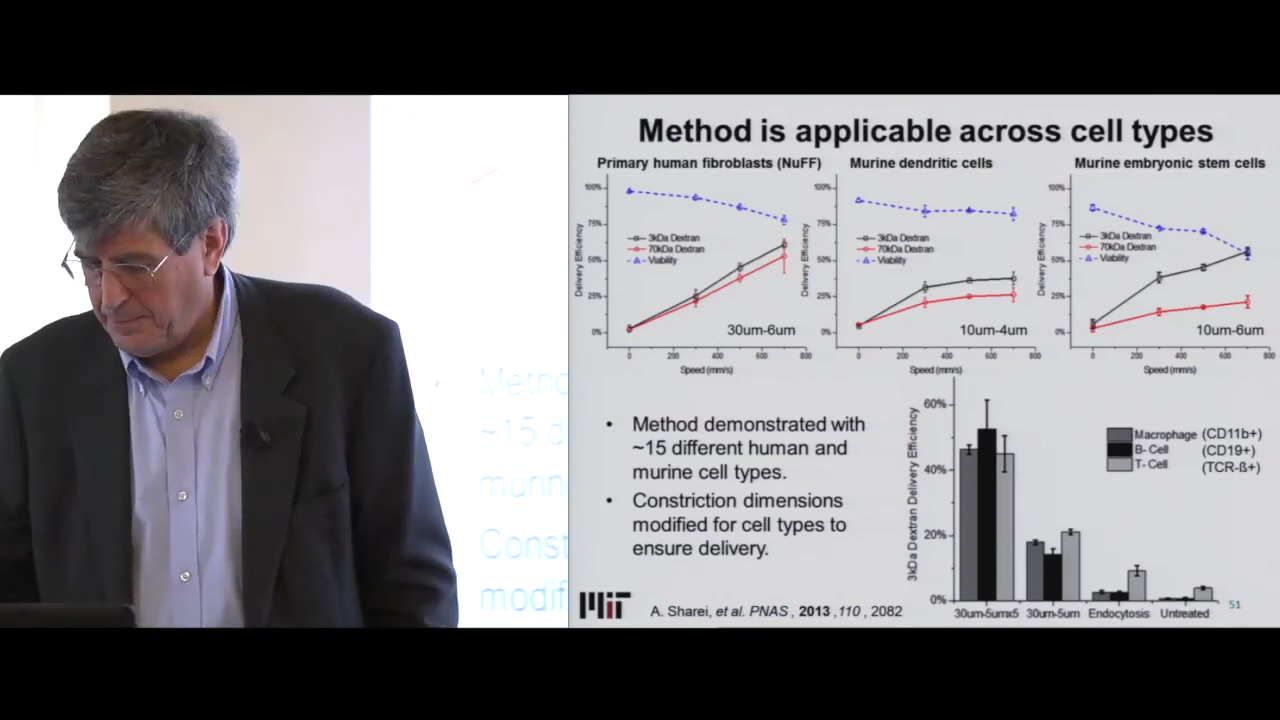 Method is applicable across cell types
Primary human fibroblasts (NuFF)
100%
75%
50%
25%
0%
Delivery Efficiency
3kDa Dextran
70kDa Dextran
Viability
30um-6um
0 200 400 600 800
Speed (mm/s)
Murine dendritic cells
100%
75%
50%
25%
0%
Delivery Efficiency
3kDa Dextran
70kDa Dextran
Viability
10um-4um
0 200 400 600 800
Speed (mm/s)
Murine embryonic stem cells
100%
75%
50%
25%
0%
Delivery Efficiency
3kDa Dextran
70kDa Dextran
Viability
10um-6um
0 200 400 600 800
Speed (mm/s)
• Method demonstrated with
~15 different human and
murine cell types.
• Constriction dimensions
modified for cell types to
ensure delivery.
60%
40%
20%
0%
3kDa Dextran Delivery Efficiency
Macrophage (CD11b+)
B- Cell (CD19+)
T- Cell (TCR-ß+)
30um-5umx5 30um-5um Endocytosis Untreated
MIT
A. Sharei, et al. PNAS , 2013 ,110 , 2082
51
Metho
~15 d
murin
Const
modif